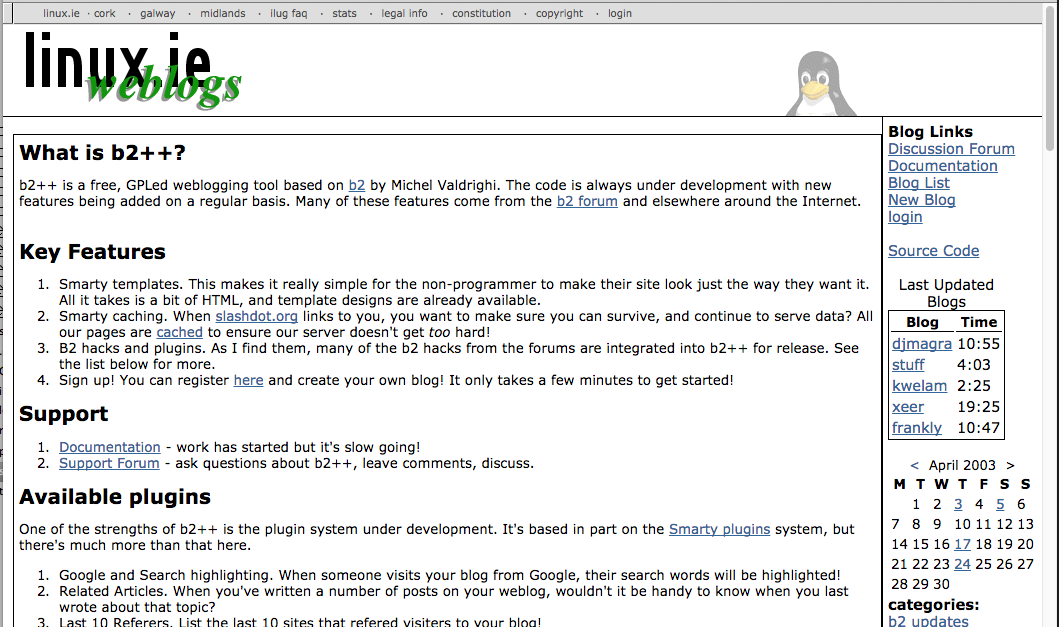 linux.ie · cork · galway · midlands · ilug faq · stats · legal info · constitution · copyright · login
linux.ie
weblogs
What is b2++?
b2++ is a free, GPLed weblogging tool based on b2 by Michel Valdrighi. The code is always under development with new
features being added on a regular basis. Many of these features come from the b2 forum and elsewhere around the Internet.
Key Features
1. Smarty templates. This makes it really simple for the non-programmer to make their site look just the way they want it.
All it takes is a bit of HTML, and template designs are already available.
2. Smarty caching. When slashdot.org links to you, you want to make sure you can survive, and continue to serve data? All
our pages are cached to ensure our server doesn't get too hard!
3. B2 hacks and plugins. As I find them, many of the b2 hacks from the forums are integrated into b2++ for release. See
the list below for more.
4. Sign up! You can register here and create your own blog! It only takes a few minutes to get started!
Support
1. Documentation - work has started but it's slow going!
2. Support Forum - ask questions about b2++, leave comments, discuss.
Available plugins
One of the strengths of b2++ is the plugin system under development. It's based in part on the Smarty plugins system, but
there's much more than that here.
1. Google and Search highlighting. When someone visits your blog from Google, their search words will be highlighted!
2. Related Articles. When you've written a number of posts on your weblog, wouldn't it be handy to know when you last
wrote about that topic?
3. Last 10 Referers. List the last 10 sites that refered visiters to your blog!
Blog Links
Discussion Forum
Documentation
Blog List
New Blog
login
Source Code
Last Updated
Blogs
Blog Time
djmagra 10:55
stuff 4:03
kwelam 2:25
xeer 19:25
frankly 10:47
< April 2003 >
M T W T F S S
1 2 3 4 5 6
7 8 9 10 11 12 13
14 15 16 17 18 19 20
21 22 23 24 25 26 27
28 29 30
categories:
b2 updates